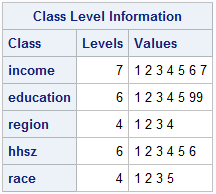 Class Level Information
Class Levels Values
income 7 1 2 3 4 5 6 7
education 6 1 2 3 4 5 99
region 4 1 2 3 4
hhsz 6 1 2 3 4 5 6
race 4 1 2 3 5